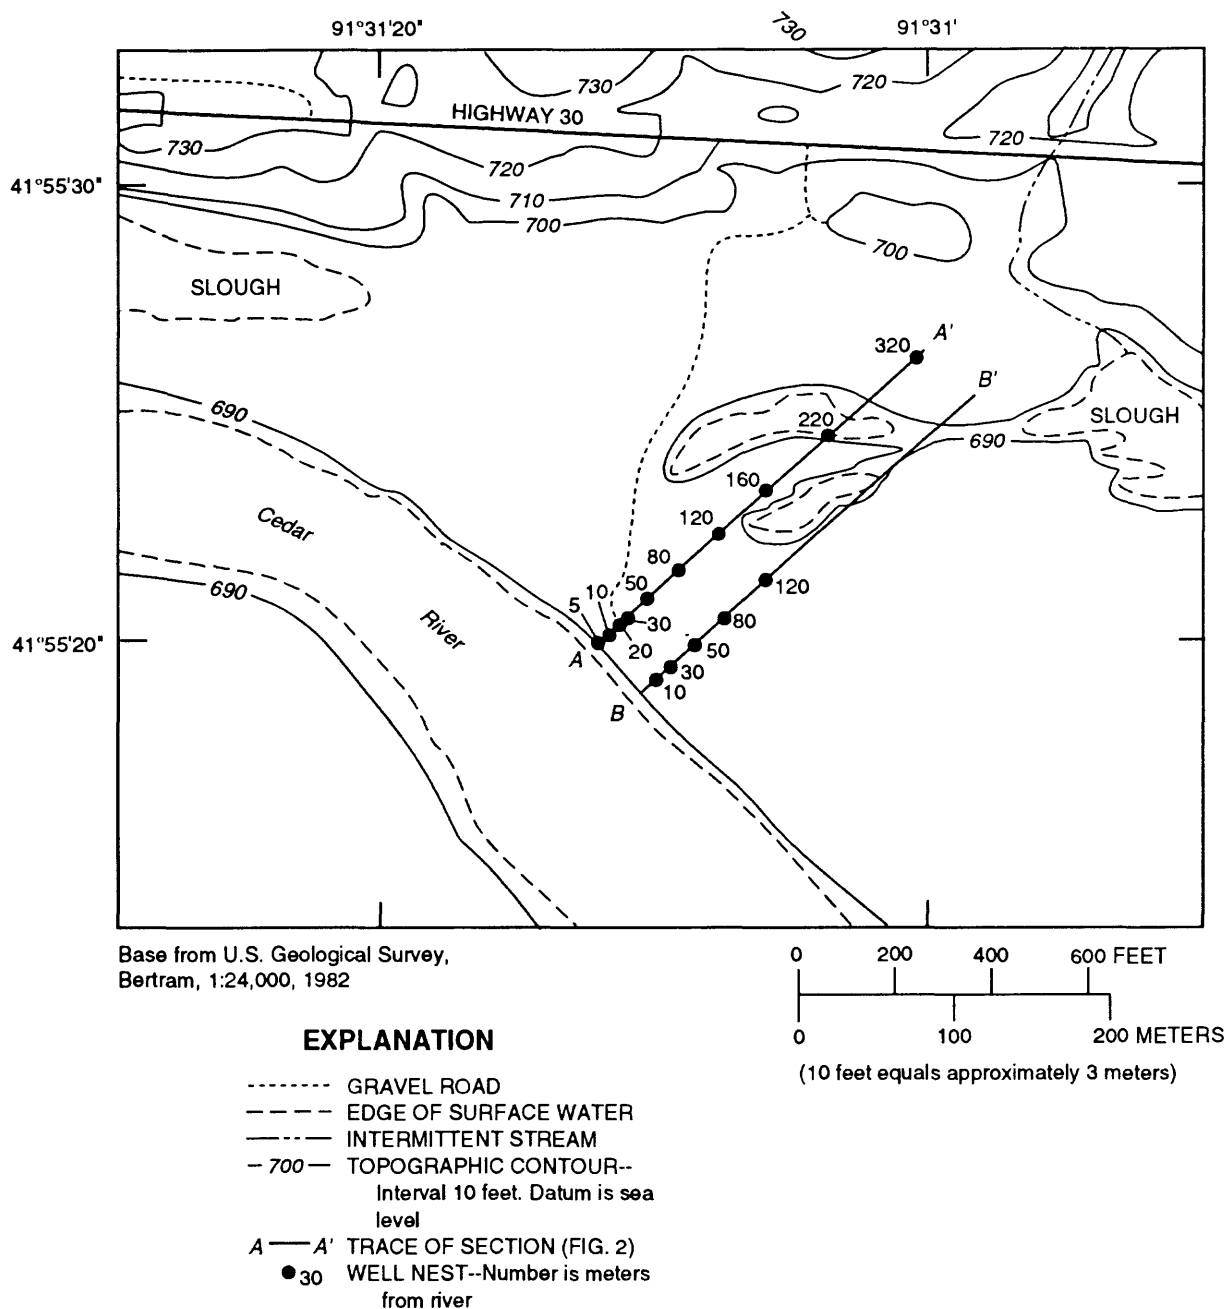 730
91°31'20"
91°31'
730
720
HIGHWAY 30
730
720
720
41°55'30"
710
700
700
SLOUGH
A'
320
B'
690
220
SLOUGH
690
160
Cedar
120
80
690
50
10
5
River
120
30
80
20
41°55'20"
50
A
30
10
B
Base from U.S. Geological Survey,
Bertram, 1:24,000, 1982
0 200 400 600 FEET
0 100 200 METERS
(10 feet equals approximately 3 meters)
EXPLANATION
GRAVEL ROAD
EDGE OF SURFACE WATER
INTERMITTENT STREAM
700 TOPOGRAPHIC CONTOUR--
Interval 10 feet. Datum is sea
level
A A' TRACE OF SECTION (FIG. 2)
30 WELL NEST--Number is meters
from river